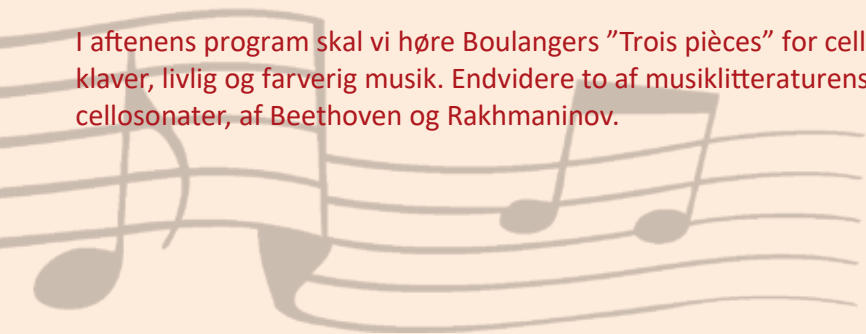 I aftenens program skal vi høre Boulangers ”Trois pièces” for cell
klaver, livlig og farverig musik. Endvidere to af musiklitteraturens
cellosonater, af Beethoven og Rakhmaninov.